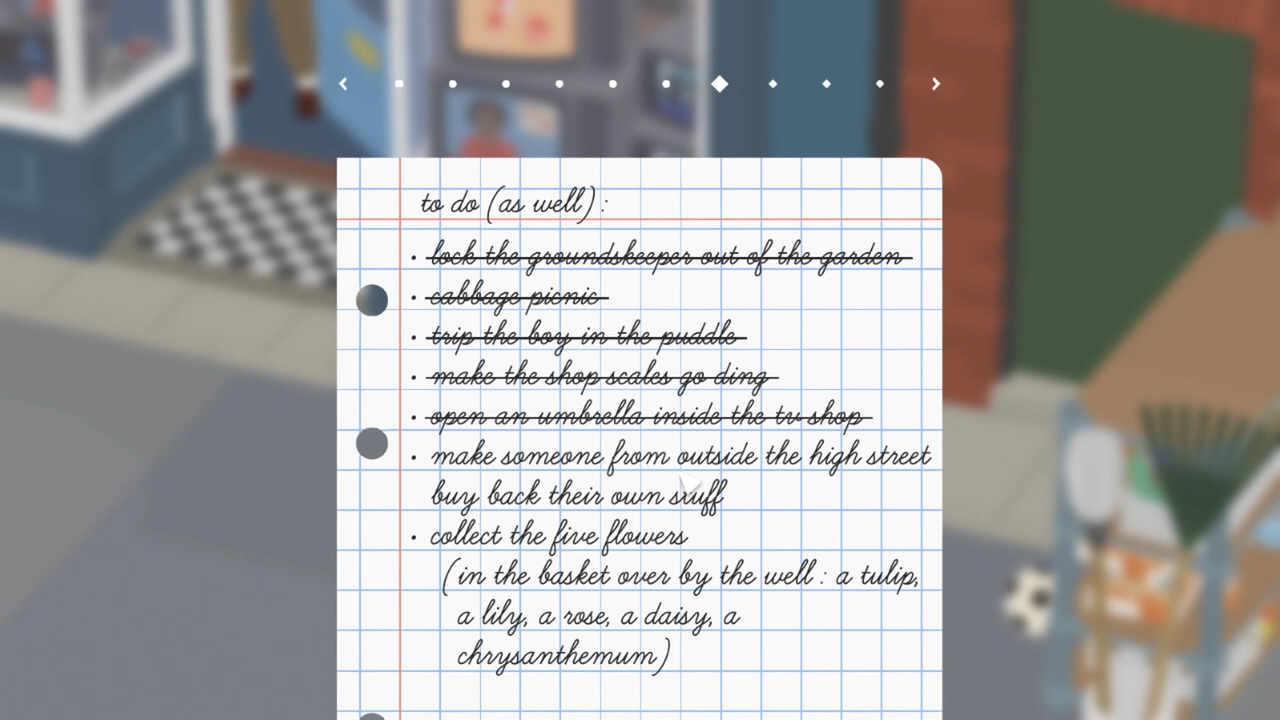 to do (as well) :
• lock the groundskeeper out of the garden
• cabbage picnic
• trip the boy in the puddle
• make the shop scales go ding
• open an umbrella inside the tv shop
• make someone from outside the high street
buy back their own stuff
• collect the five flowers
(in the basket over by the well : a tulip,
a lily, a rose, a daisy, a
chrysanthemum)